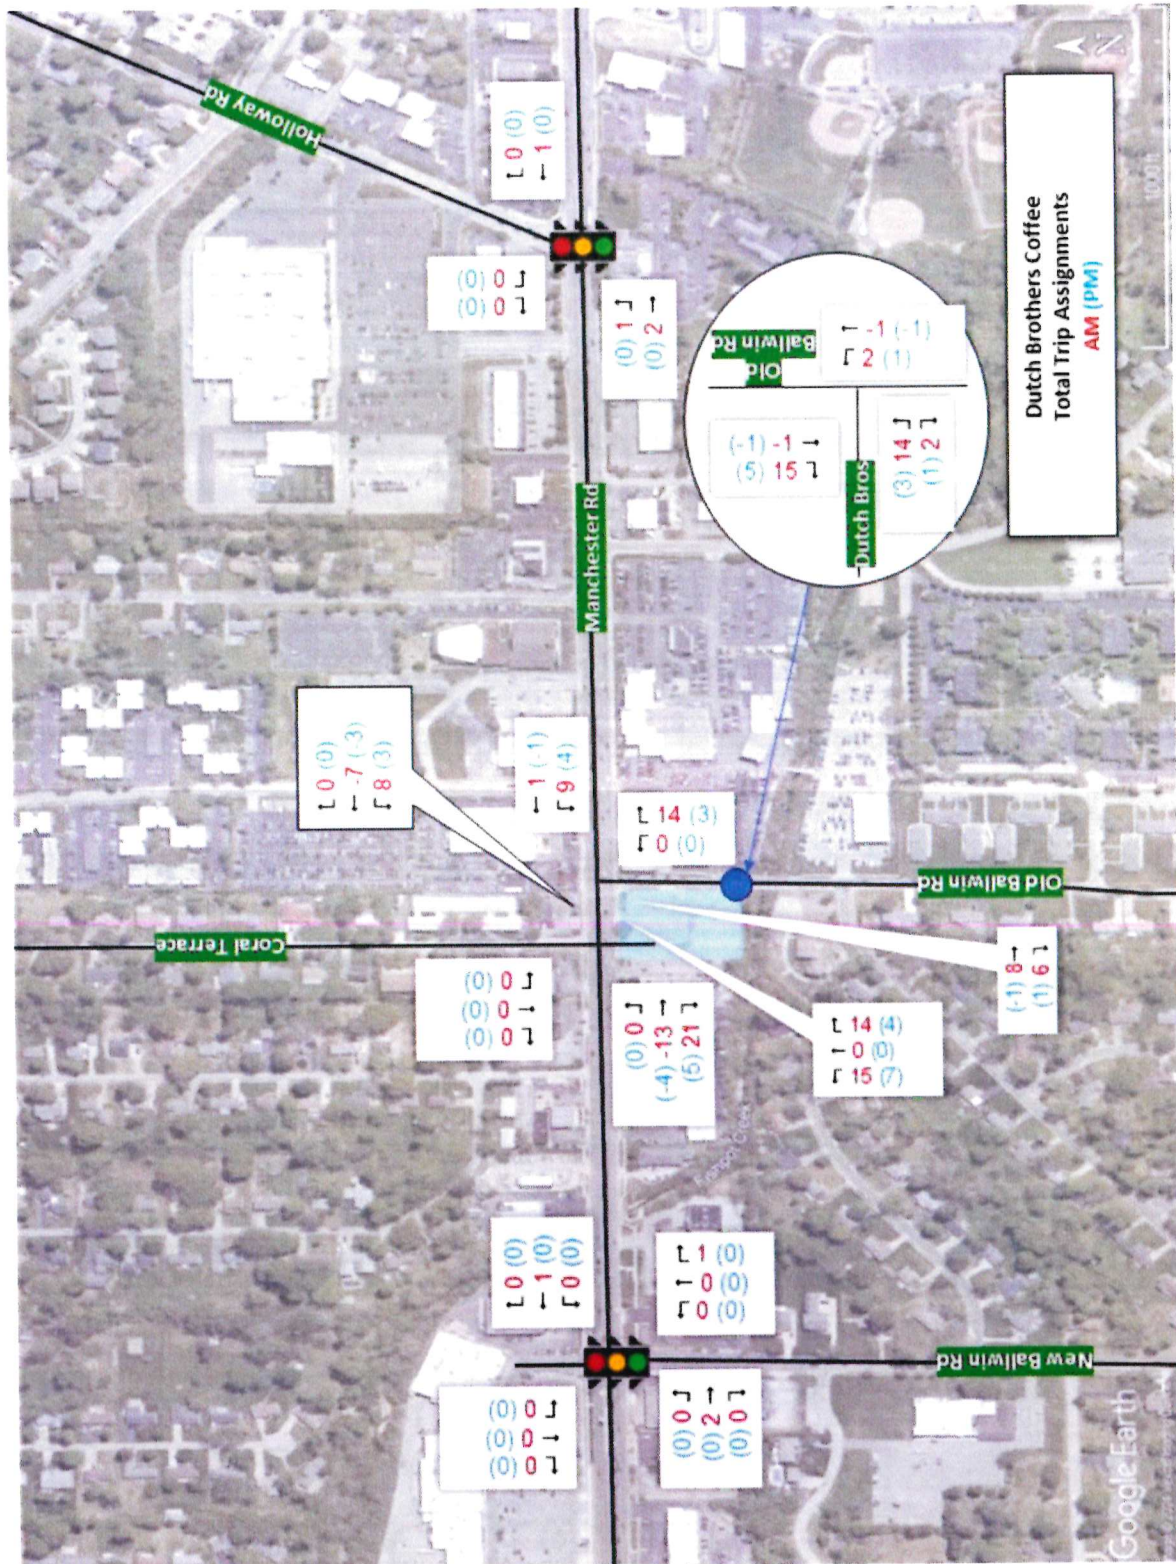 Holloway Rd
0 (0)
1 (0)
(0) 0
(0) 0
(0) 1
(0) 2
Manchester Rd
Old
Ballwin Rd
-1 (-1)
2 (1)
(-1) -1
(5) 15
Dutch Bros
(3) 14
(1) 2
Dutch Brothers Coffee
Total Trip Assignments
AM (PM)
1000 ft
N
0 (0)
-7 (-3)
8 (3)
1 (-1)
9 (4)
14 (3)
0 (0)
Old Ballwin Rd
Coral Terrace
(0) 0
(0) 0
(0) 0
(0) 0
(-4) -13
(5) 21
14 (4)
0 (0)
15 (7)
(-1) 8
(1) 6
0 (0)
1 (0)
0 (0)
1 (0)
0 (0)
0 (0)
(0) 0
(0) 0
(0) 0
(0) 0
(0) 2
(0) 0
New Ballwin Rd
Creek
Google Earth